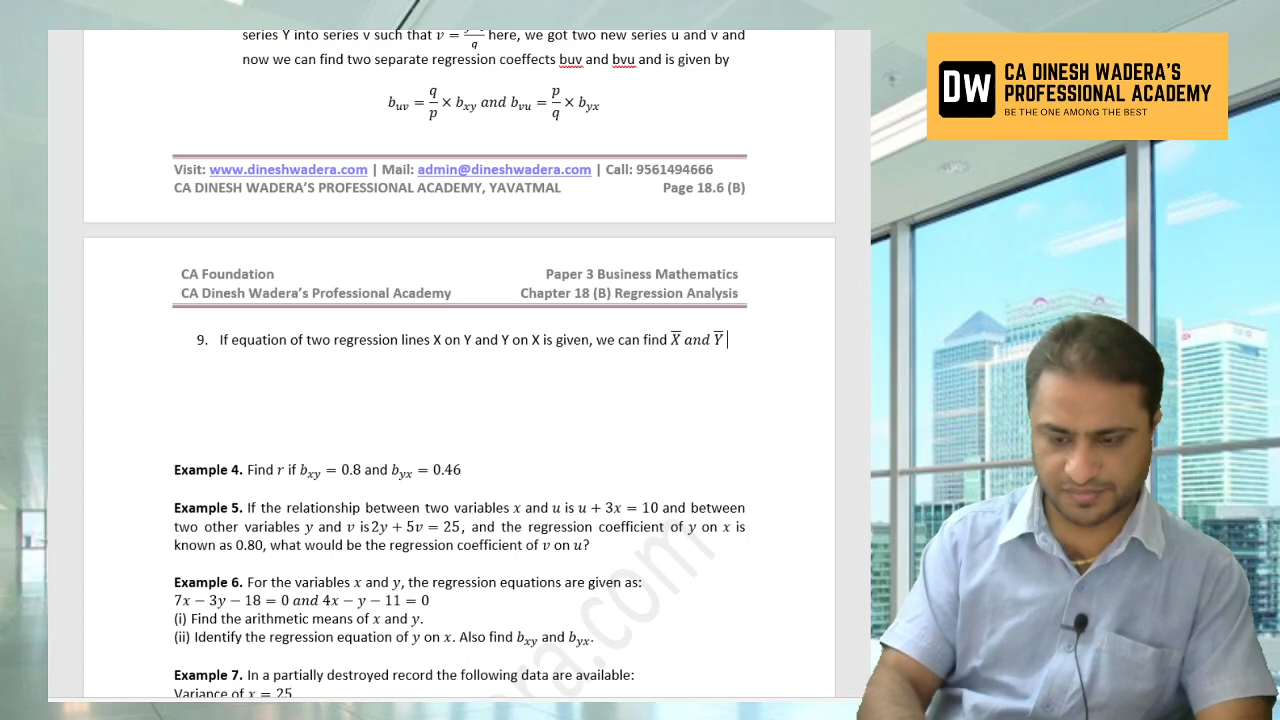 series Y into series v such that v = here, we got two new series u and v and
q
now we can find two separate regression coeffects buv and bvu and is given by
b_uv = q/p × b_xy and b_vu = p/q × b_yx
Visit: www.dineshwadera.com | Mail: admin@dineshwadera.com | Call: 9561494666
CA DINESH WADERA'S PROFESSIONAL ACADEMY, YAVATMAL Page 18.6 (B)
CA Foundation Paper 3 Business Mathematics
CA Dinesh Wadera's Professional Academy Chapter 18 (B) Regression Analysis
9. If equation of two regression lines X on Y and Y on X is given, we can find X̅ and Y̅
Example 4. Find r if b_xy = 0.8 and b_yx = 0.46
Example 5. If the relationship between two variables x and u is u + 3x = 10 and between
two other variables y and v is 2y + 5v = 25, and the regression coefficient of y on x is
known as 0.80, what would be the regression coefficient of v on u?
Example 6. For the variables x and y, the regression equations are given as:
7x − 3y − 18 = 0 and 4x − y − 11 = 0
(i) Find the arithmetic means of x and y.
(ii) Identify the regression equation of y on x. Also find b_xy and b_yx.
Example 7. In a partially destroyed record the following data are available:
Variance of x = 25
dera.com
DW
CA DINESH WADERA'S
PROFESSIONAL ACADEMY
BE THE ONE AMONG THE BEST